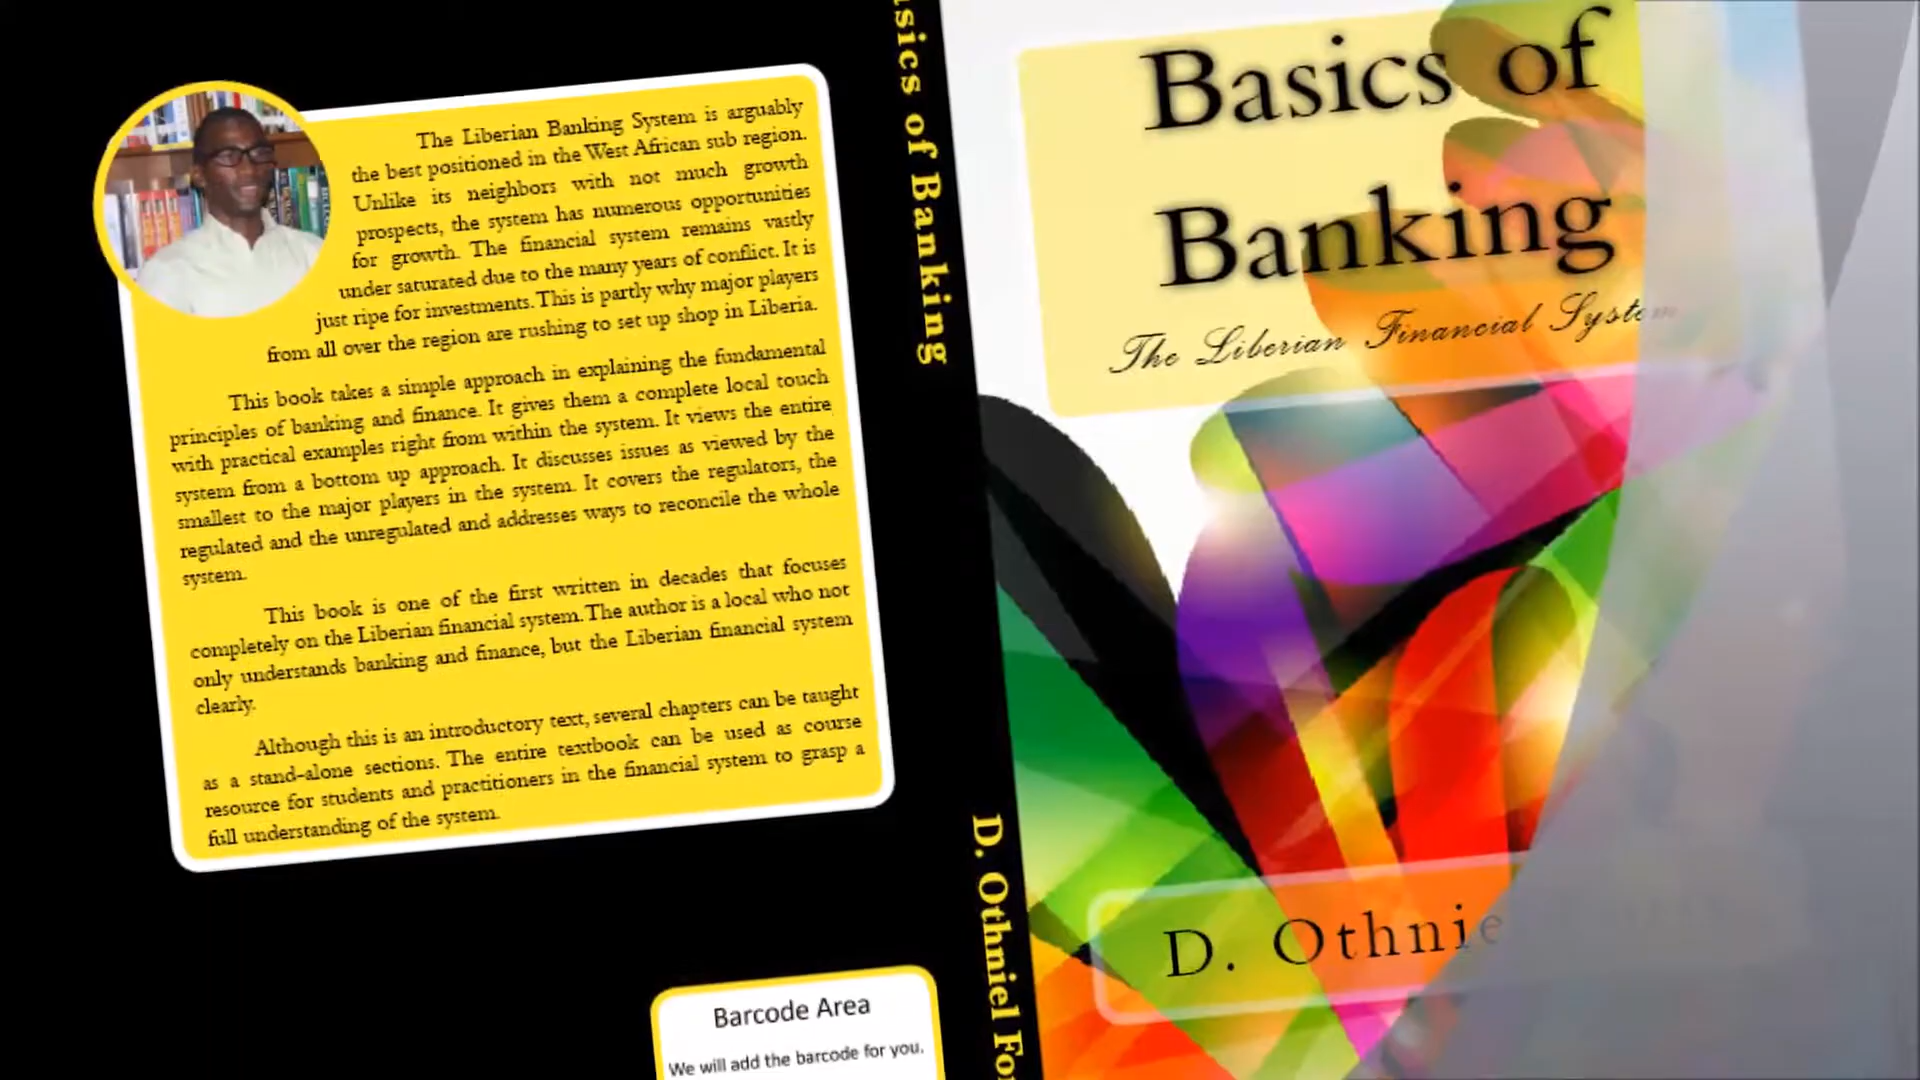 The Liberian Banking System is arguably
the best positioned in the West African sub region.
Unlike its neighbors with not much growth
prospects, the system has numerous opportunities
for growth. The financial system remains vastly
under saturated due to the many years of conflict. It is
just ripe for investments. This is partly why major players
from all over the region are rushing to set up shop in Liberia.
This book takes a simple approach in explaining the fundamental
principles of banking and finance. It gives them a complete local touch
with practical examples right from within the system. It views the entire
system from a bottom up approach. It discusses issues as viewed by the
smallest to the major players in the system. It covers the regulators, the
regulated and the unregulated and addresses ways to reconcile the whole
system.
This book is one of the first written in decades that focuses
completely on the Liberian financial system. The author is a local who not
only understands banking and finance, but the Liberian financial system
clearly.
Although this is an introductory text, several chapters can be taught
as a stand-alone sections. The entire textbook can be used as course
resource for students and practitioners in the financial system to grasp a
full understanding of the system.
Barcode Area
We will add the barcode for you.
sics of Banking
D. Othniel For
Basics of
Banking
The Liberian Financial System
D. Othnie